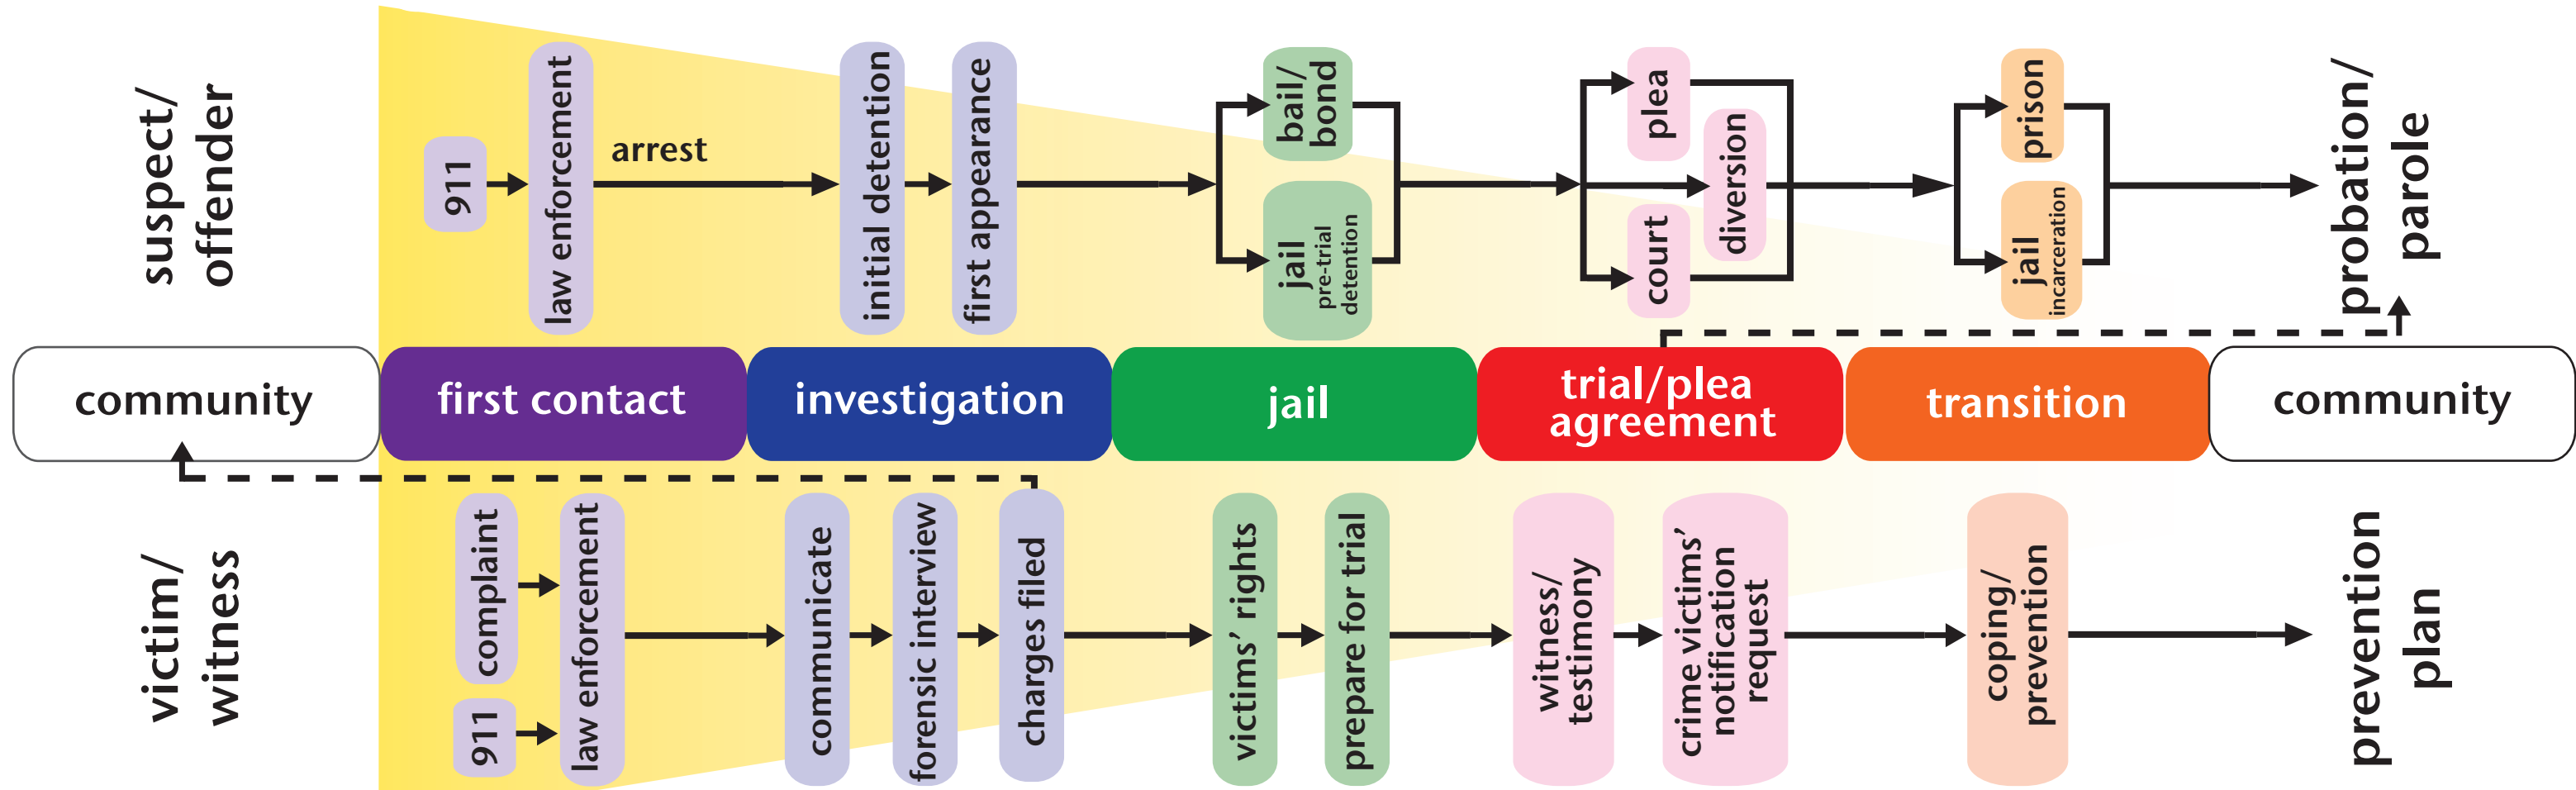 suspect/
offender
911
law enforcement
arrest
initial detention
first appearance
bail/
bond
jail
pre-trial
detention
plea
diversion
court
prison
jail
incarceration
probation/
parole
community
first contact
investigation
jail
trial/plea
agreement
transition
community
victim/
witness
complaint
911
law enforcement
communicate
forensic interview
charges filed
victims’ rights
prepare for trial
witness/
testimony
crime victims’
notification
request
coping/
prevention
prevention
plan